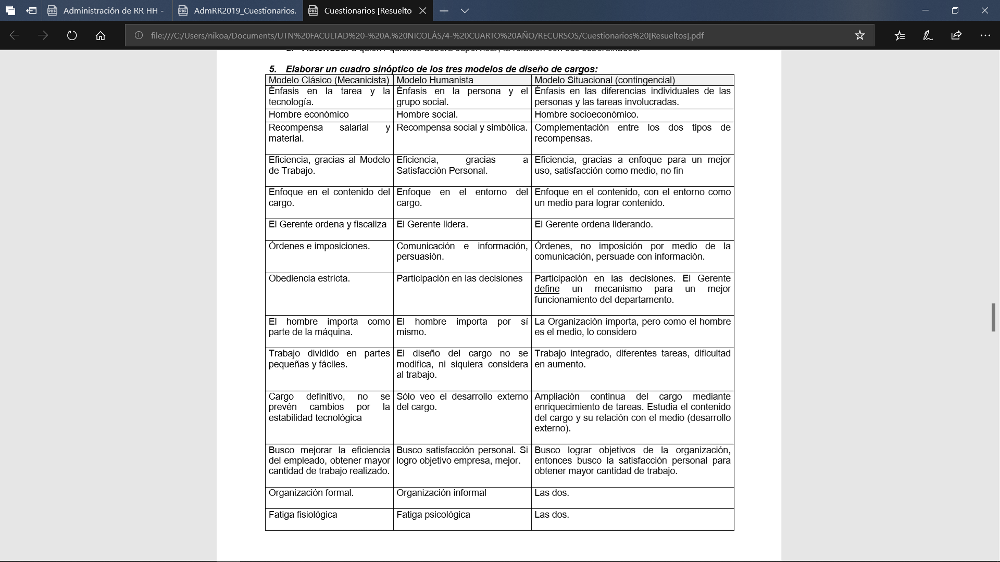 Administración de RR HH -
AdmRR2019_Cuestionarios.
Cuestionarios [Resuelto
file:///C:/Users/nikoa/Documents/UTN%20FACULTAD%20-%20A.%20NICOLÁS/4-%20CUARTO%20AÑO/RECURSOS/Cuestionarios%20[Resueltos].pdf
5. Elaborar un cuadro sinóptico de los tres modelos de diseño de cargos:
Modelo Clásico (Mecanicista)
Modelo Humanista
Modelo Situacional (contingencial)
Énfasis en la tarea y la
tecnología.
Énfasis en la persona y el
grupo social.
Énfasis en las diferencias individuales de las
personas y las tareas involucradas.
Hombre económico
Hombre social.
Hombre socioeconómico.
Recompensa salarial y
material.
Recompensa social y simbólica.
Complementación entre los dos tipos de
recompensas.
Eficiencia, gracias al Modelo
de Trabajo.
Eficiencia, gracias a
Satisfacción Personal.
Eficiencia, gracias a enfoque para un mejor
uso, satisfacción como medio, no fin
Enfoque en el contenido del
cargo.
Enfoque en el entorno del
cargo.
Enfoque en el contenido, con el entorno como
un medio para lograr contenido.
El Gerente ordena y fiscaliza
El Gerente lidera.
El Gerente ordena liderando.
Órdenes e imposiciones.
Comunicación e información,
persuasión.
Órdenes, no imposición por medio de la
comunicación, persuade con información.
Obediencia estricta.
Participación en las decisiones
Participación en las decisiones. El Gerente
define un mecanismo para un mejor
funcionamiento del departamento.
El hombre importa como
parte de la máquina.
El hombre importa por sí
mismo.
La Organización importa, pero como el hombre
es el medio, lo considero
Trabajo dividido en partes
pequeñas y fáciles.
El diseño del cargo no se
modifica, ni siquiera considera
al trabajo.
Trabajo integrado, diferentes tareas, dificultad
en aumento.
Cargo definitivo, no se
prevén cambios por la
estabilidad tecnológica
Sólo veo el desarrollo externo
del cargo.
Ampliación continua del cargo mediante
enriquecimiento de tareas. Estudia el contenido
del cargo y su relación con el medio (desarrollo
externo).
Busco mejorar la eficiencia
del empleado, obtener mayor
cantidad de trabajo realizado.
Busco satisfacción personal. Si
logro objetivo empresa, mejor.
Busco lograr objetivos de la organización,
entonces busco la satisfacción personal para
obtener mayor cantidad de trabajo.
Organización formal.
Organización informal
Las dos.
Fatiga fisiológica
Fatiga psicológica
Las dos.